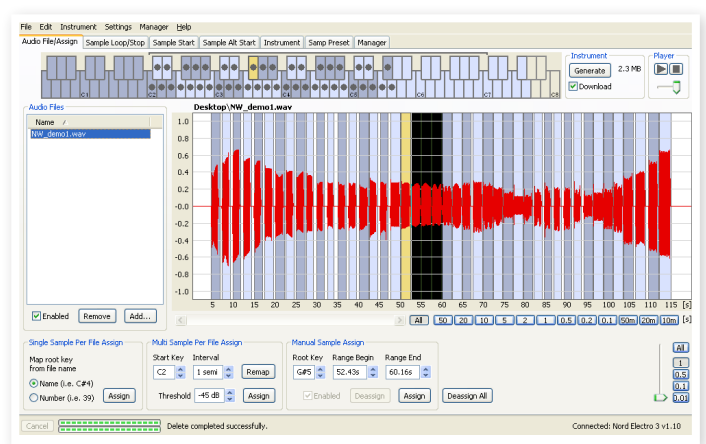 File Edit Instrument Settings Manager Help
Audio File/Assign Sample Loop/Stop Sample Start Sample Alt Start Instrument Samp Preset Manager
Instrument Player
Generate 2.3 MB
Download
C1 C2 C3 C4 C5 C6 C7 C8
Audio Files
Desktop\NW_demo1.wav
Name
NW_demo1.wav
1.0
0.8
0.6
0.4
0.2
-0.0
-0.2
-0.4
-0.6
-0.8
-1.0
5 10 15 20 25 30 35 40 45 50 55 60 65 70 75 80 85 90 95 100 105 110 115 [s]
Enabled Remove Add...
All 50 20 10 5 2 1 0.5 0.2 0.1 50m 20m 10m [s]
Single Sample Per File Assign Multi Sample Per File Assign Manual Sample Assign
Map root key
from file name
Start Key Interval
C2 1 semi Remap
Root Key Range Begin Range End
G#5 52.43s 60.16s
Name (i.e. C#4)
Number (i.e. 39) Assign
Threshold -45 dB Assign
Enabled Deassign Assign Deassign All
All
1
0.5
0.1
0.01
Cancel Delete completed successfully. Connected: Nord Electro 3 v1.10